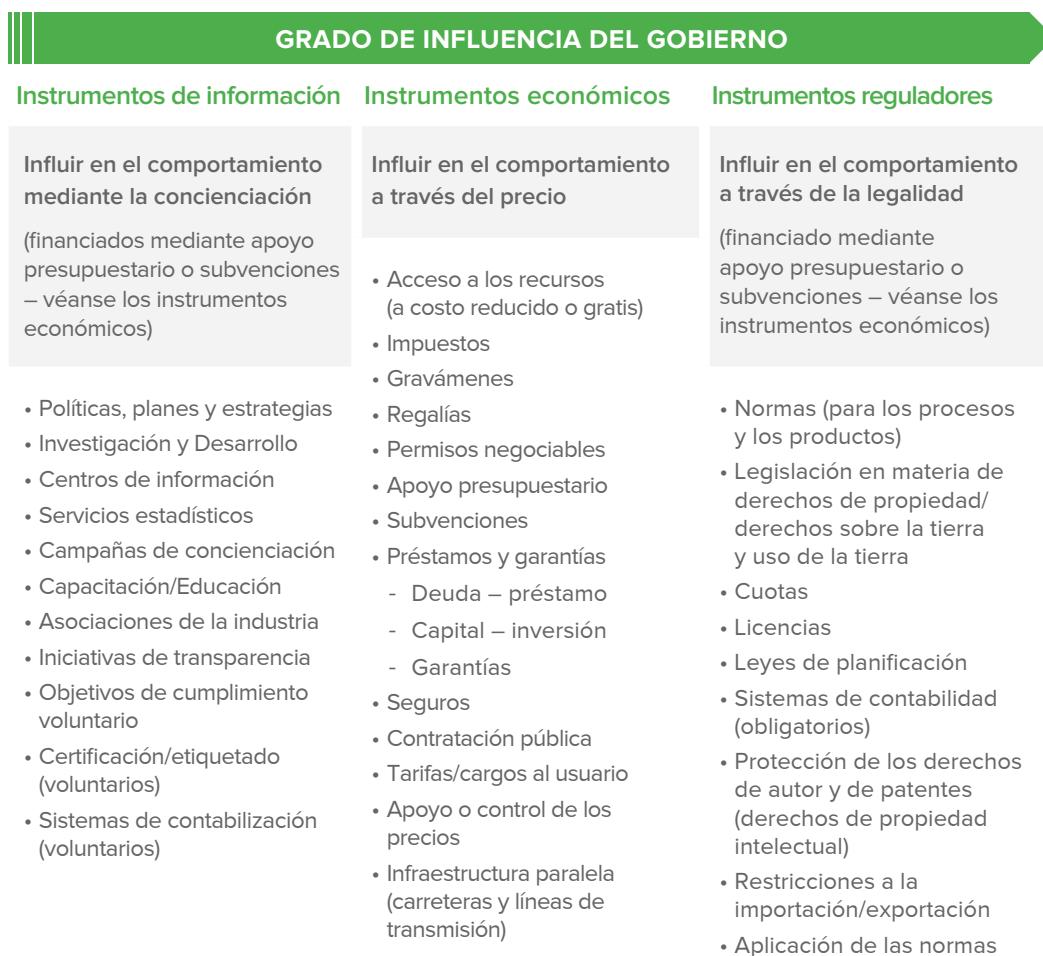 GRADO DE INFLUENCIA DEL GOBIERNO
Instrumentos de información
Influir en el comportamiento
mediante la concienciación
(financiados mediante apoyo
presupuestario o subvenciones
– véanse los instrumentos
económicos)
• Políticas, planes y estrategias
• Investigación y Desarrollo
• Centros de información
• Servicios estadísticos
• Campañas de concienciación
• Capacitación/Educación
• Asociaciones de la industria
• Iniciativas de transparencia
• Objetivos de cumplimiento
voluntario
• Certificación/etiquetado
(voluntarios)
• Sistemas de contabilización
(voluntarios)
Instrumentos económicos
Influir en el comportamiento
a través del precio
• Acceso a los recursos
(a costo reducido o gratis)
• Impuestos
• Gravámenes
• Regalías
• Permisos negociables
• Apoyo presupuestario
• Subvenciones
• Préstamos y garantías
- Deuda – préstamo
- Capital – inversión
- Garantías
• Seguros
• Contratación pública
• Tarifas/cargos al usuario
• Apoyo o control de los
precios
• Infraestructura paralela
(carreteras y líneas de
transmisión)
Instrumentos reguladores
Influir en el comportamiento
a través de la legalidad
(financiado mediante
apoyo presupuestario o
subvenciones – véanse los
instrumentos económicos)
• Normas (para los procesos
y los productos)
• Legislación en materia de
derechos de propiedad/
derechos sobre la tierra
y uso de la tierra
• Cuotas
• Licencias
• Leyes de planificación
• Sistemas de contabilidad
(obligatorios)
• Protección de los derechos
de autor y de patentes
(derechos de propiedad
intelectual)
• Restricciones a la
importación/exportación
• Aplicación de las normas